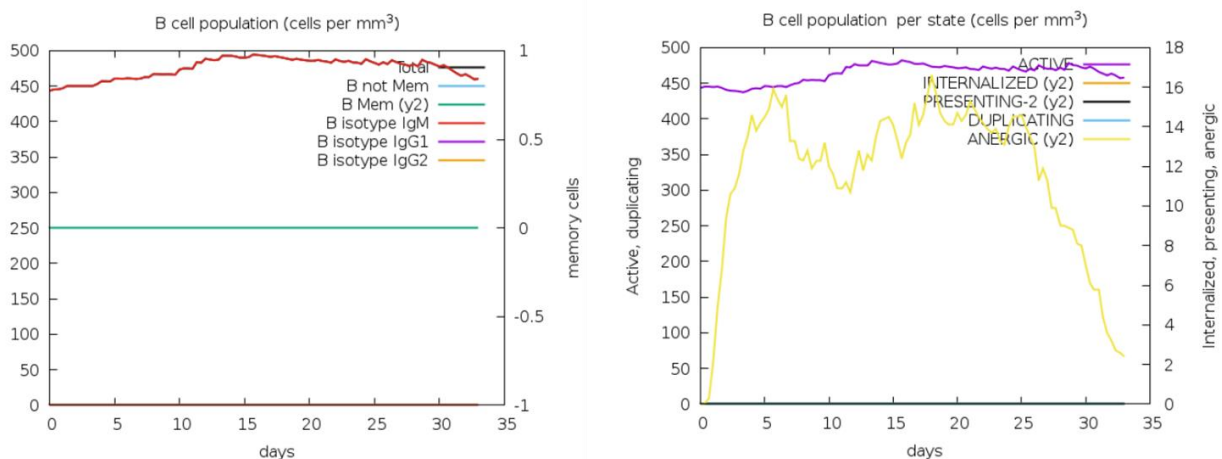 B cell population (cells per mm³)
500
450
400
350
300
250
200
150
100
50
0
Total
B not Mem
B Mem (y2)
B isotype IgM
B isotype IgG1
B isotype IgG2
1
0.5
0
-0.5
-1
memory cells
0 5 10 15 20 25 30 35
days
B cell population per state (cells per mm³)
Active, duplicating
500
450
400
350
300
250
200
150
100
50
0
ACTIVE
INTERNALIZED (y2)
PRESENTING-2 (y2)
DUPLICATING
ANERGIC (y2)
18
16
14
12
10
8
6
4
2
0
Internalized, presenting, anergic
0 5 10 15 20 25 30 35
days